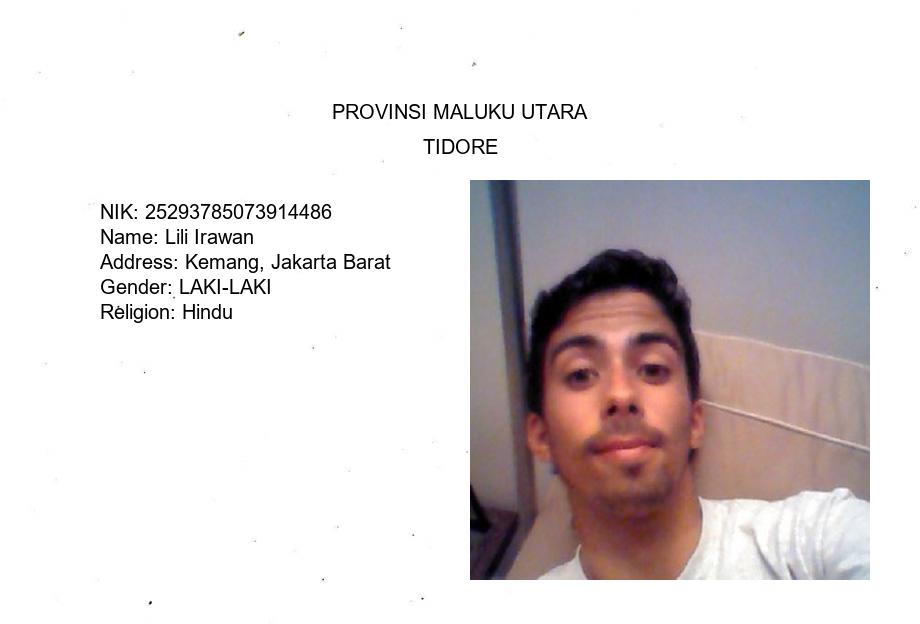 PROVINSI MALUKU UTARA
TIDORE
NIK: 25293785073914486
Name: Lili Irawan
Address: Kemang, Jakarta Barat
Gender: LAKI-LAKI
Religion: Hindu